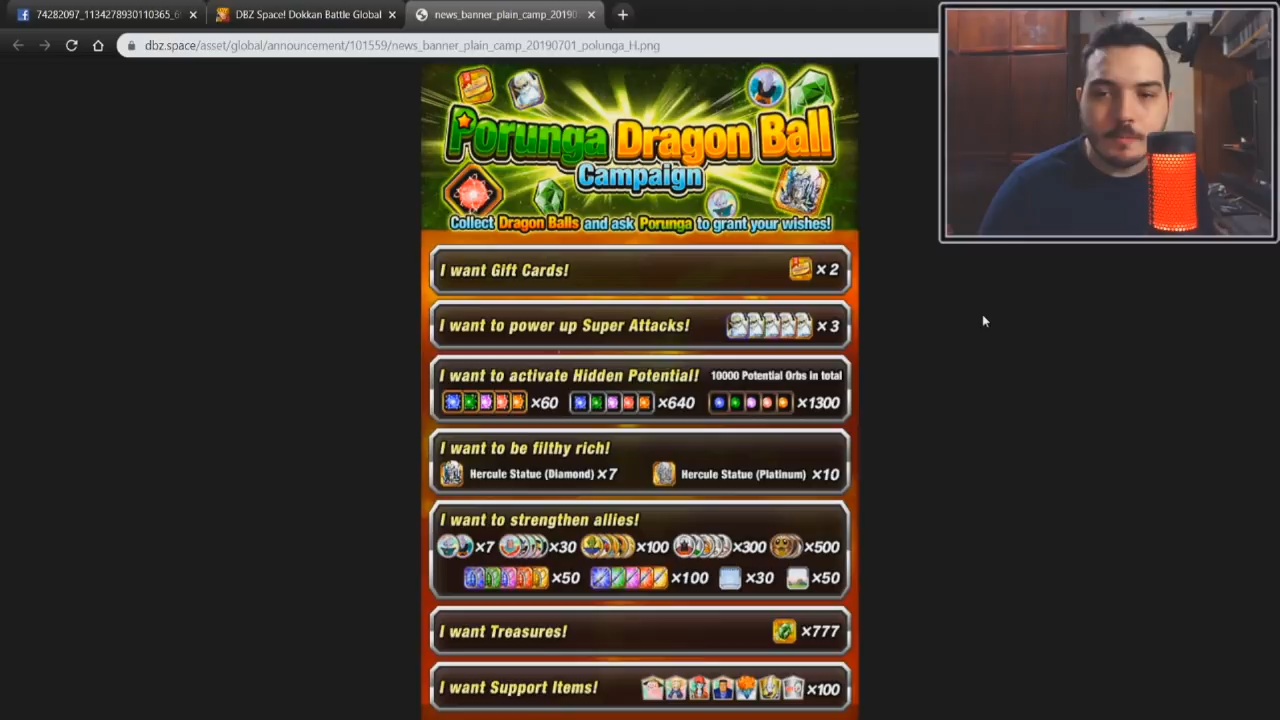 74282097_1134278930110365_6
DBZ Space! Dokkan Battle Global
news_banner_plain_camp_20190
dbz.space/asset/global/announcement/101559/news_banner_plain_camp_20190701_polunga_H.png
Porunga Dragon Ball
Campaign
Collect Dragon Balls and ask Porunga to grant your wishes!
I want Gift Cards! ×2
I want to power up Super Attacks! ×3
I want to activate Hidden Potential! 10000 Potential Orbs in total
×60 ×640 ×1300
I want to be filthy rich!
Hercule Statue (Diamond) ×7 Hercule Statue (Platinum) ×10
I want to strengthen allies!
×7 ×30 ×100 ×300 ×500
×50 ×100 ×30 ×50
I want Treasures! ×777
I want Support Items! ×100